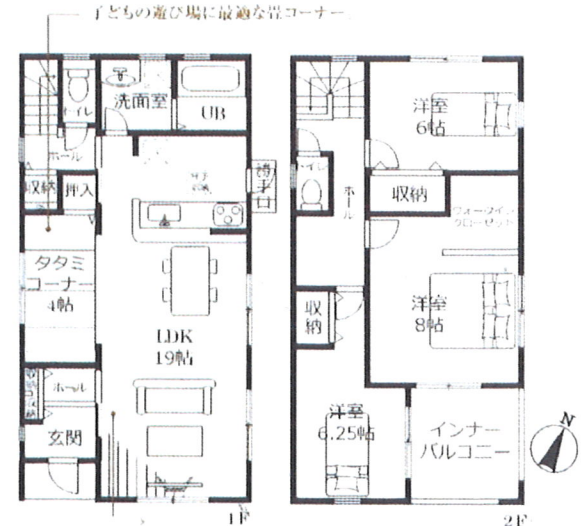 子どもの遊び場に最適な畳コーナー
トイレ
洗面室
UB
ホール
収納
押入
勝手口
タタミ
コーナー
4帖
LDK
19帖
ホール
玄関
1F
洋室
6帖
トイレ
ホール
収納
ウォークイン
クローゼット
洋室
8帖
収納
洋室
6.25帖
インナー
バルコニー
N
2F